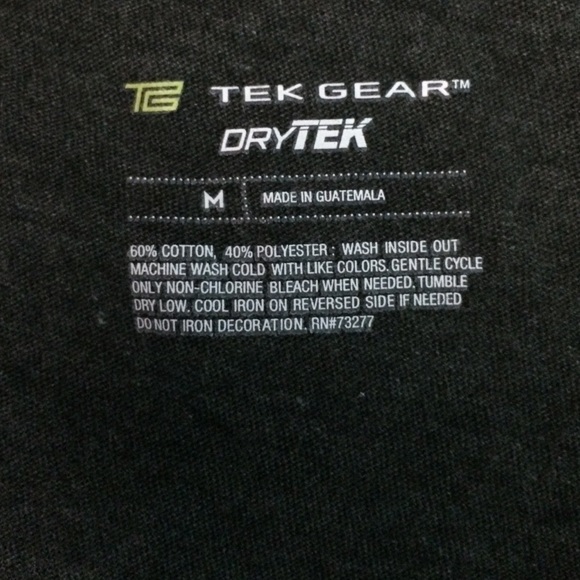 TG TEK GEAR™
DRYTEK
M MADE IN GUATEMALA
60% COTTON, 40% POLYESTER : WASH INSIDE OUT
MACHINE WASH COLD WITH LIKE COLORS. GENTLE CYCLE
ONLY NON-CHLORINE BLEACH WHEN NEEDED. TUMBLE
DRY LOW. COOL IRON ON REVERSED SIDE IF NEEDED
DO NOT IRON DECORATION. RN#73277